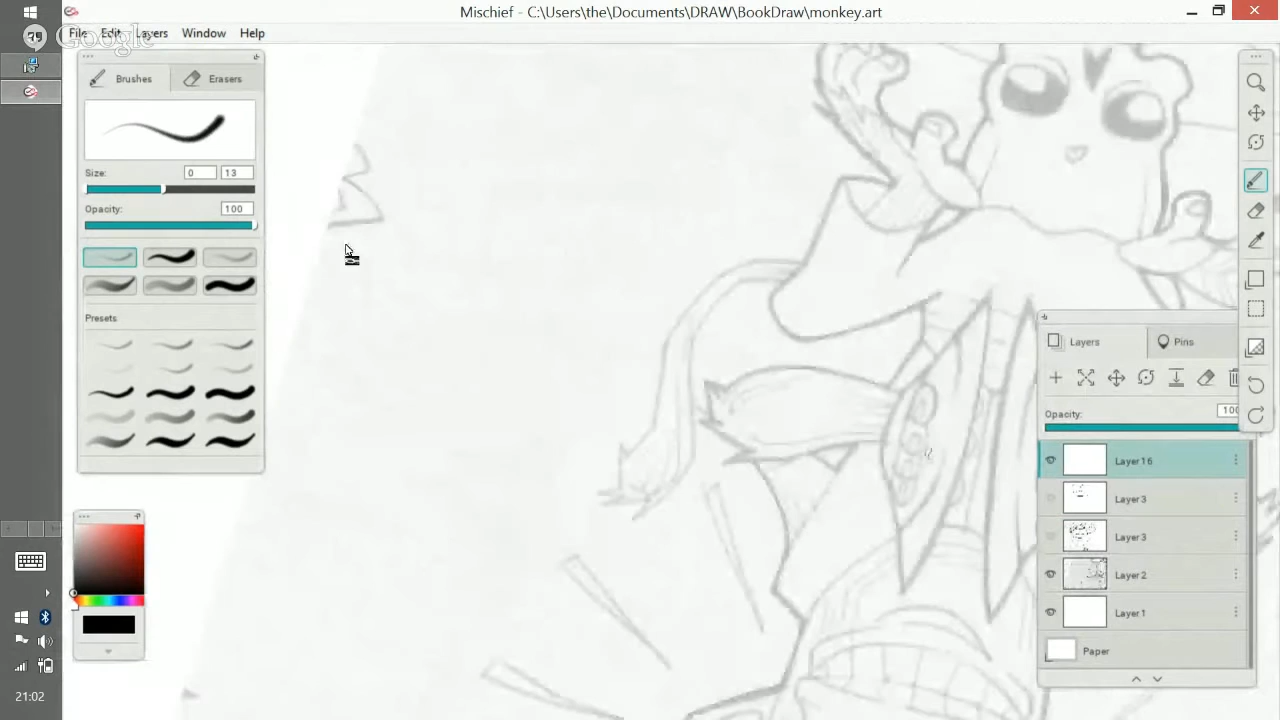 Mischief - C:\Users\the\Documents\DRAW\BookDraw\monkey.art
Google
File Edit Layers Window Help
Brushes Erasers
Size: 0 13
Opacity: 100
Presets
Layers Pins
Opacity: 100
Layer 16
Layer 3
Layer 3
Layer 2
Layer 1
Paper
21:02